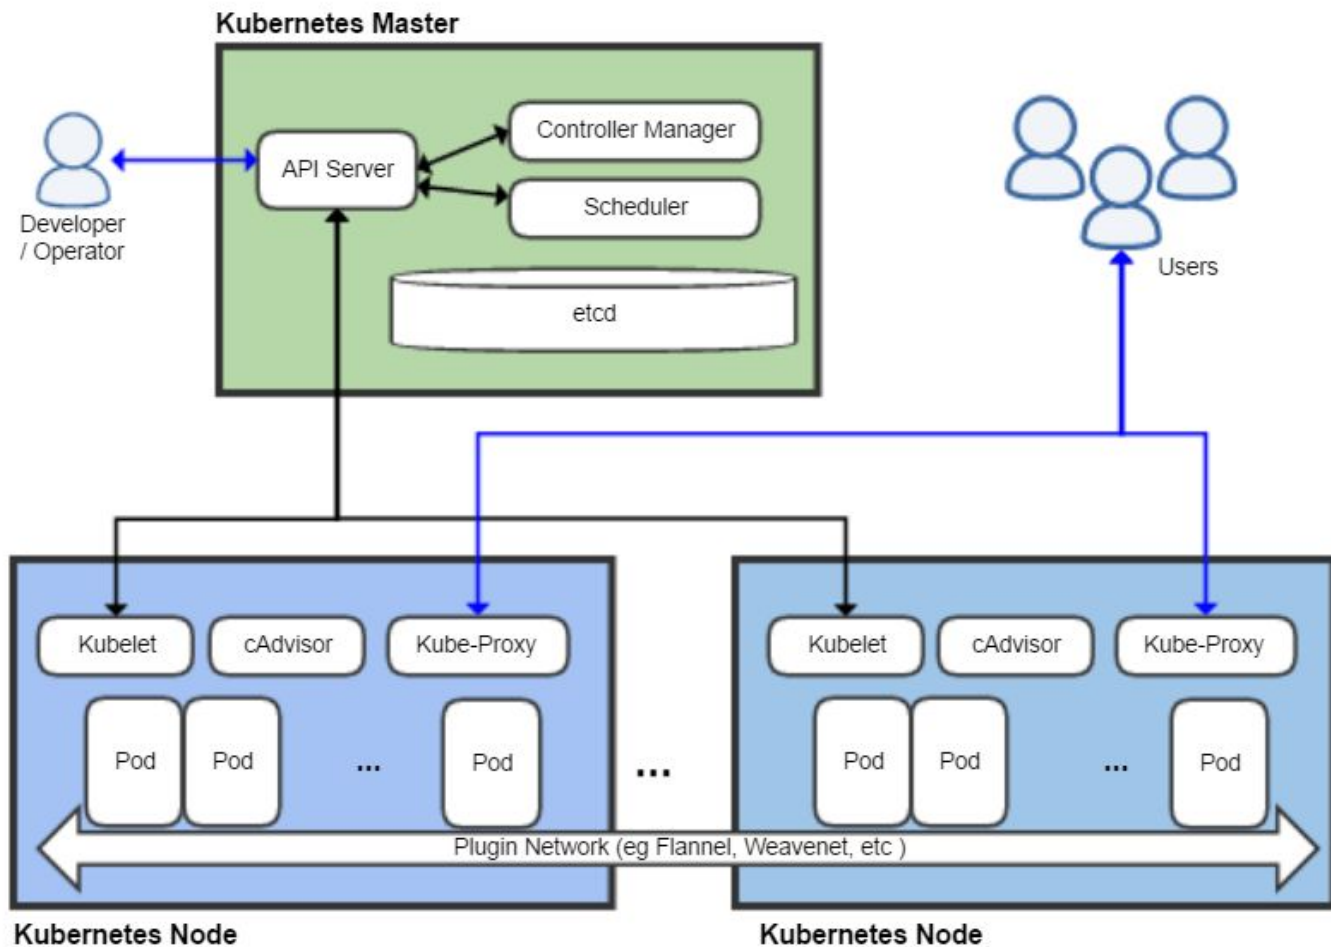 Kubernetes Master
Controller Manager
API Server
Scheduler
Developer
/ Operator
Users
etcd
Kubelet
cAdvisor
Kube-Proxy
Kubelet
cAdvisor
Kube-Proxy
Pod
Pod
...
Pod
...
Pod
Pod
...
Pod
Plugin Network (eg Flannel, Weavenet, etc )
Kubernetes Node
Kubernetes Node